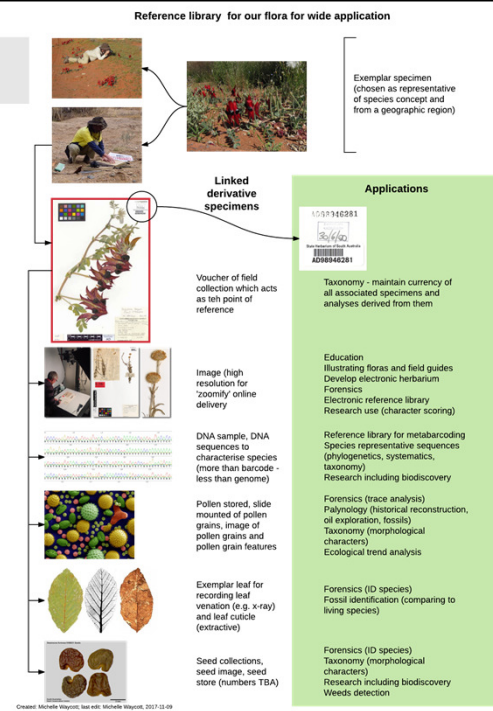 Reference library for our flora for wide application
Exemplar specimen
(chosen as representative
of species concept and
from a geographic region)
Linked
derivative
specimens
Applications
AD98946281
Voucher of field
collection which acts
as teh point of
reference
Taxonomy - maintain currency of
all associated specimens and
analyses derived from them
Image (high
resolution for
'zoomify' online
delivery
Education
Illustrating floras and field guides
Develop electronic herbarium
Forensics
Electronic reference library
Research use (character scoring)
DNA sample, DNA
sequences to
characterise species
(more than barcode -
less than genome)
Reference library for metabarcoding
Species representative sequences
(phylogenetics, systematics,
taxonomy)
Research including biodiscovery
Pollen stored, slide
mounted of pollen
grains, image of
pollen grains and
pollen grain features
Forensics (trace analysis)
Palynology (historical reconstruction,
oil exploration, fossils)
Taxonomy (morphological
characters)
Ecological trend analysis
Exemplar leaf for
recording leaf
venation (e.g. x-ray)
and leaf cuticle
(extractive)
Forensics (ID species)
Fossil identification (comparing to
living species)
Seed collections,
seed image, seed
store (numbers TBA)
Forensics (ID species)
Taxonomy (morphological
characters)
Research including biodiscovery
Weeds detection
Created: Michelle Waycott; last edit: Michelle Waycott, 2017-11-09